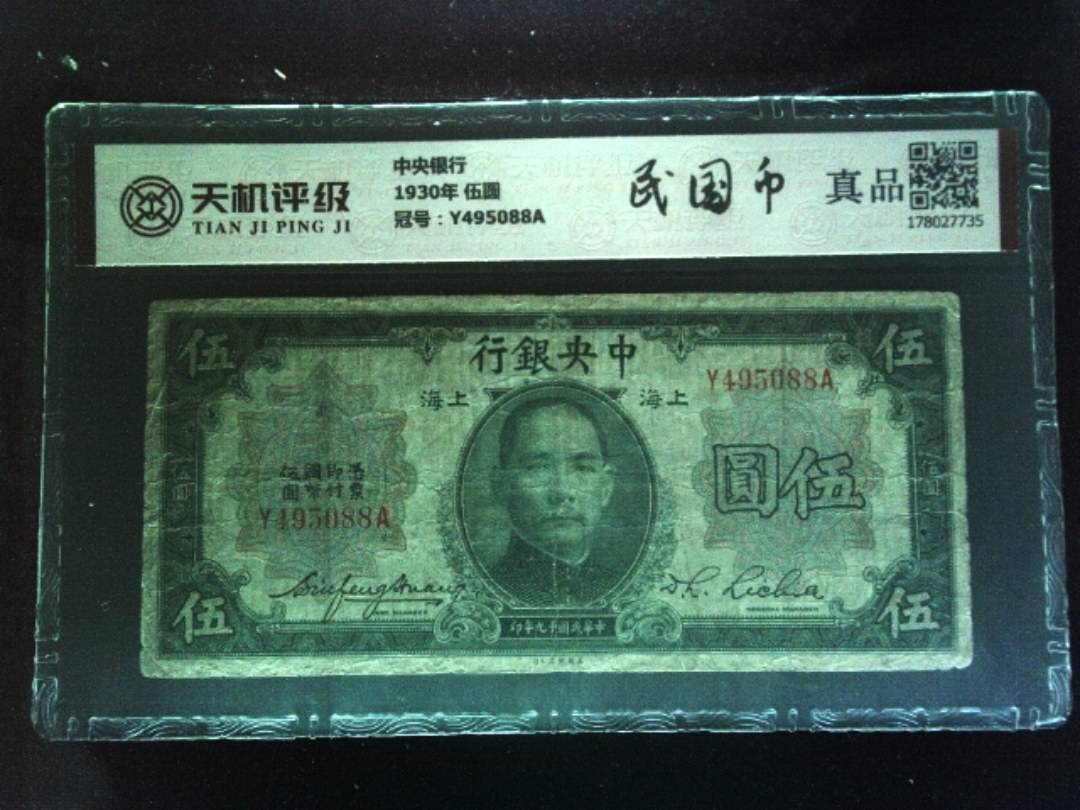 天机评级
TIAN JI PING JI
中央银行
1930年 伍圆
冠号：Y495088A
民国币
真品
178027735
伍
行銀央中
伍
海上
海上
Y495088A
圓伍
Y495088A
伍
伍
印年九十國民華中